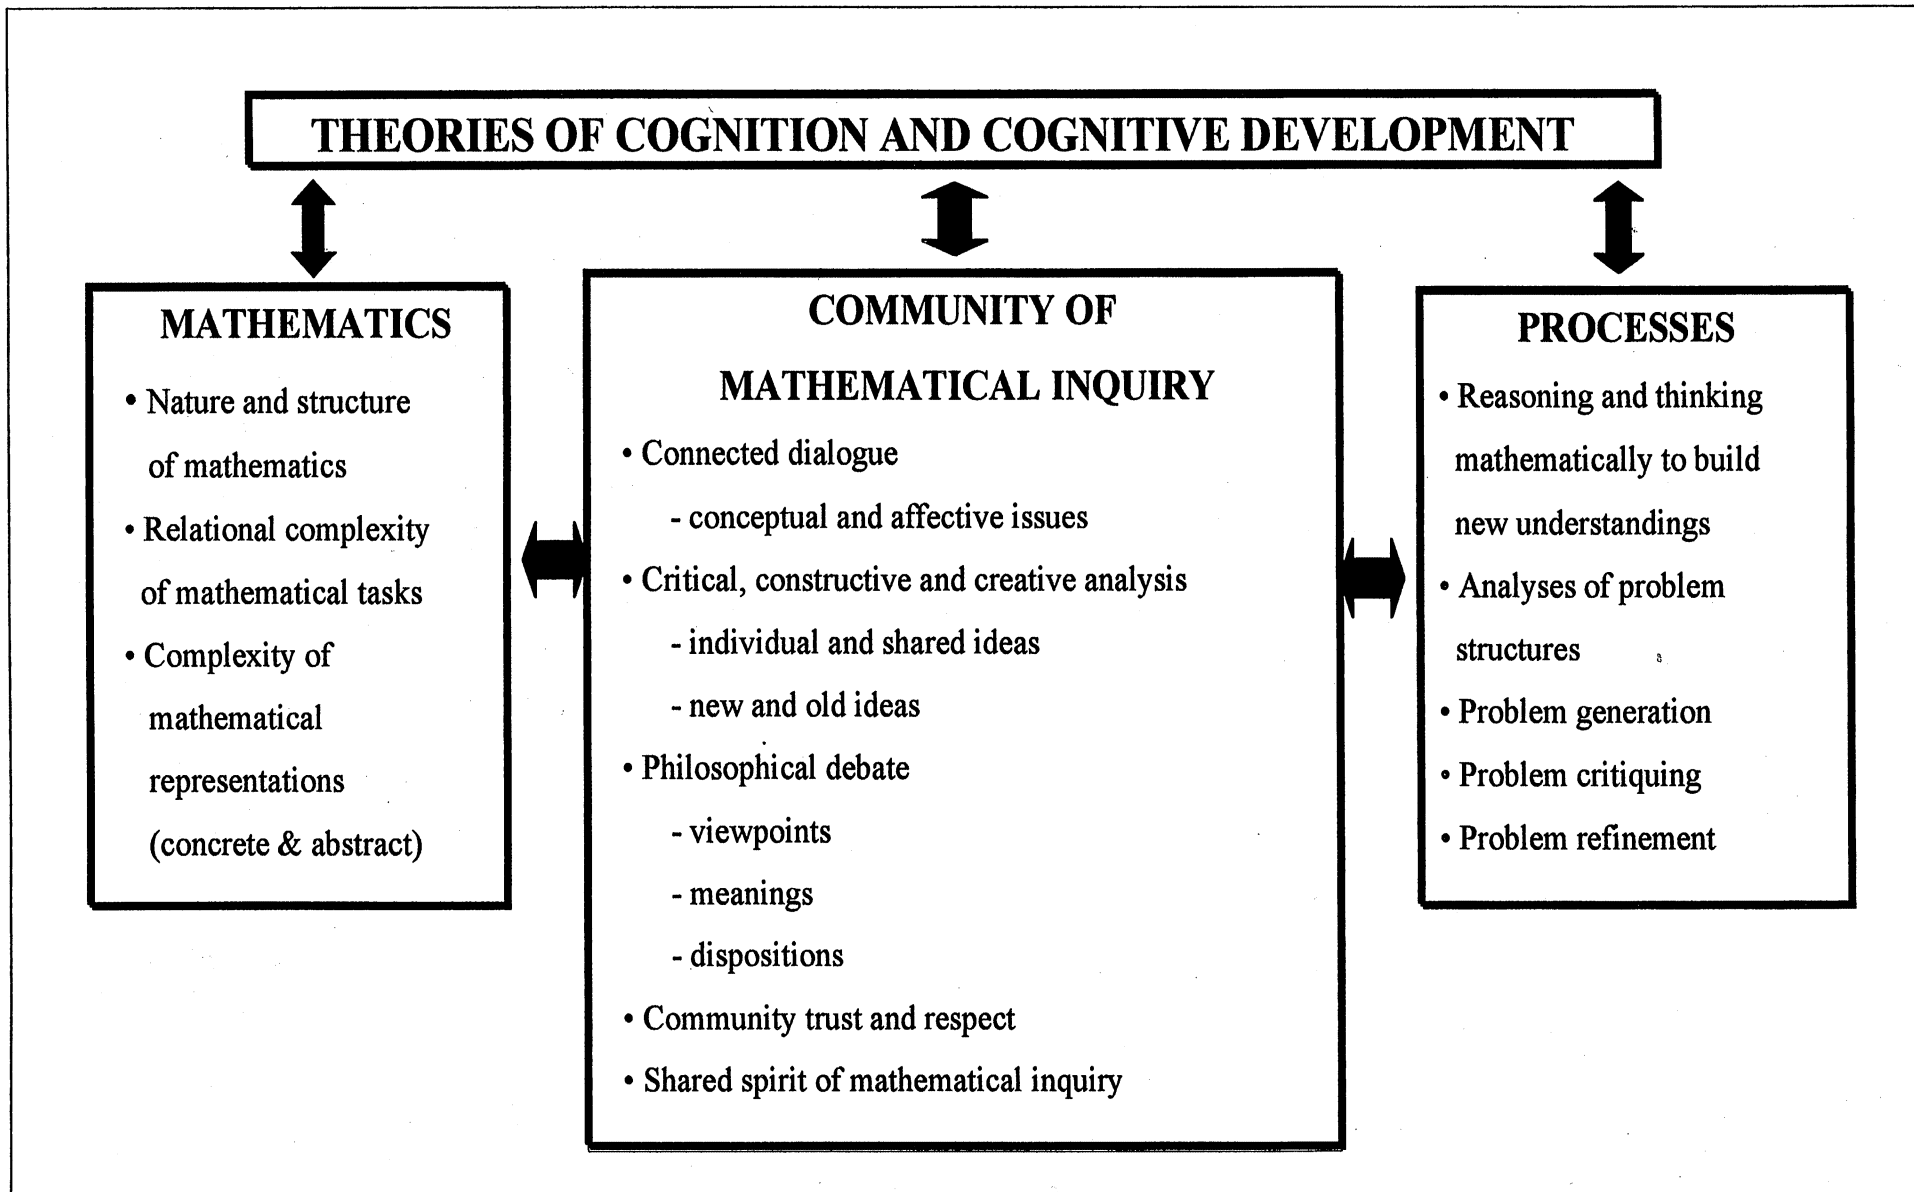 THEORIES OF COGNITION AND COGNITIVE DEVELOPMENT
MATHEMATICS
• Nature and structure
of mathematics
• Relational complexity
of mathematical tasks
• Complexity of
mathematical
representations
(concrete & abstract)
COMMUNITY OF
MATHEMATICAL INQUIRY
• Connected dialogue
- conceptual and affective issues
• Critical, constructive and creative analysis
- individual and shared ideas
- new and old ideas
• Philosophical debate
- viewpoints
- meanings
- dispositions
• Community trust and respect
• Shared spirit of mathematical inquiry
PROCESSES
• Reasoning and thinking
mathematically to build
new understandings
• Analyses of problem
structures
• Problem generation
• Problem critiquing
• Problem refinement